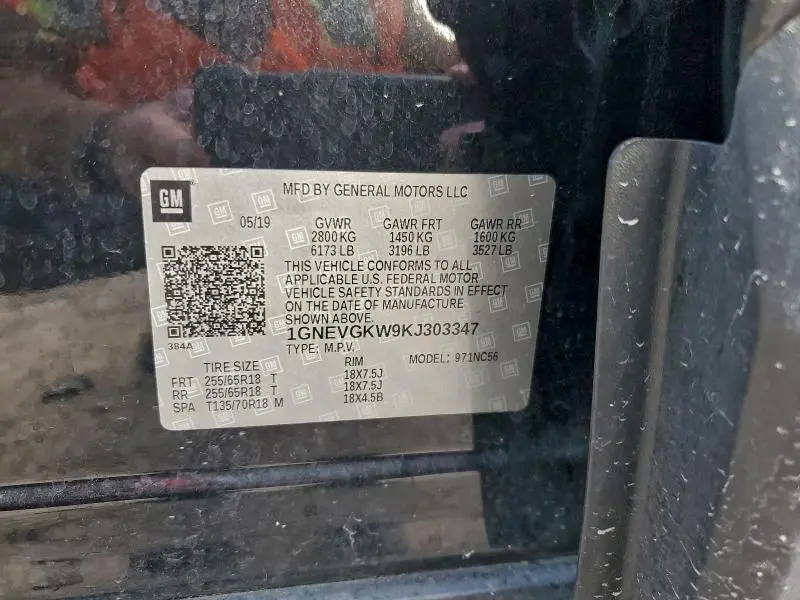 GM
MFD BY GENERAL MOTORS LLC
05/19 GVWR GAWR FRT GAWR RR
2800 KG 1450 KG 1600 KG
6173 LB 3196 LB 3527 LB
THIS VEHICLE CONFORMS TO ALL
APPLICABLE U.S. FEDERAL MOTOR
VEHICLE SAFETY STANDARDS IN EFFECT
ON THE DATE OF MANUFACTURE
SHOWN ABOVE.
384A
1GNEVGKW9KJ303347
TYPE: M.P.V. MODEL: 971NC56
TIRE SIZE RIM
FRT 255/65R18 T 18X7.5J
RR 255/65R18 T 18X7.5J
SPA T135/70R18 M 18X4.5B